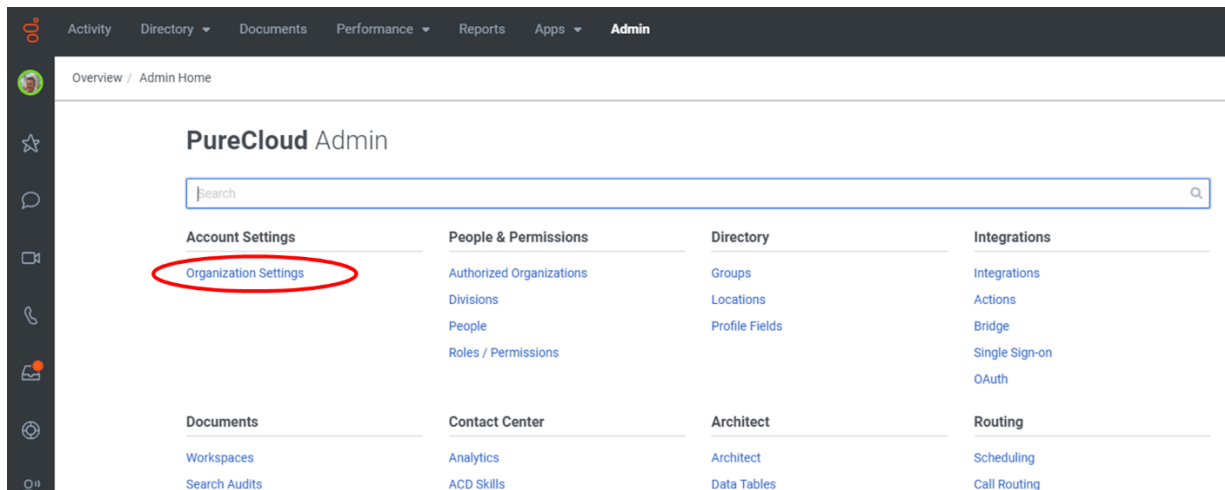 Activity Directory Documents Performance Reports Apps Admin
Overview / Admin Home
PureCloud Admin
Search
Account Settings People & Permissions Directory Integrations
Organization Settings Authorized Organizations Groups Integrations
Divisions Locations Actions
People Profile Fields Bridge
Roles / Permissions Single Sign-on
OAuth
Documents Contact Center Architect Routing
Workspaces Analytics Architect Scheduling
Search Audits ACD Skills Data Tables Call Routing